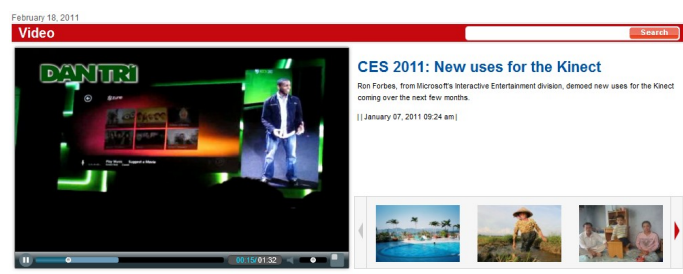 February 18, 2011
Video
Search
DANTRI
CES 2011: New uses for the Kinect
Ron Forbes, from Microsoft's Interactive Entertainment division, demoed new uses for the Kinect
coming over the next few months.
|| January 07, 2011 09:24 am|
00:15/01:32